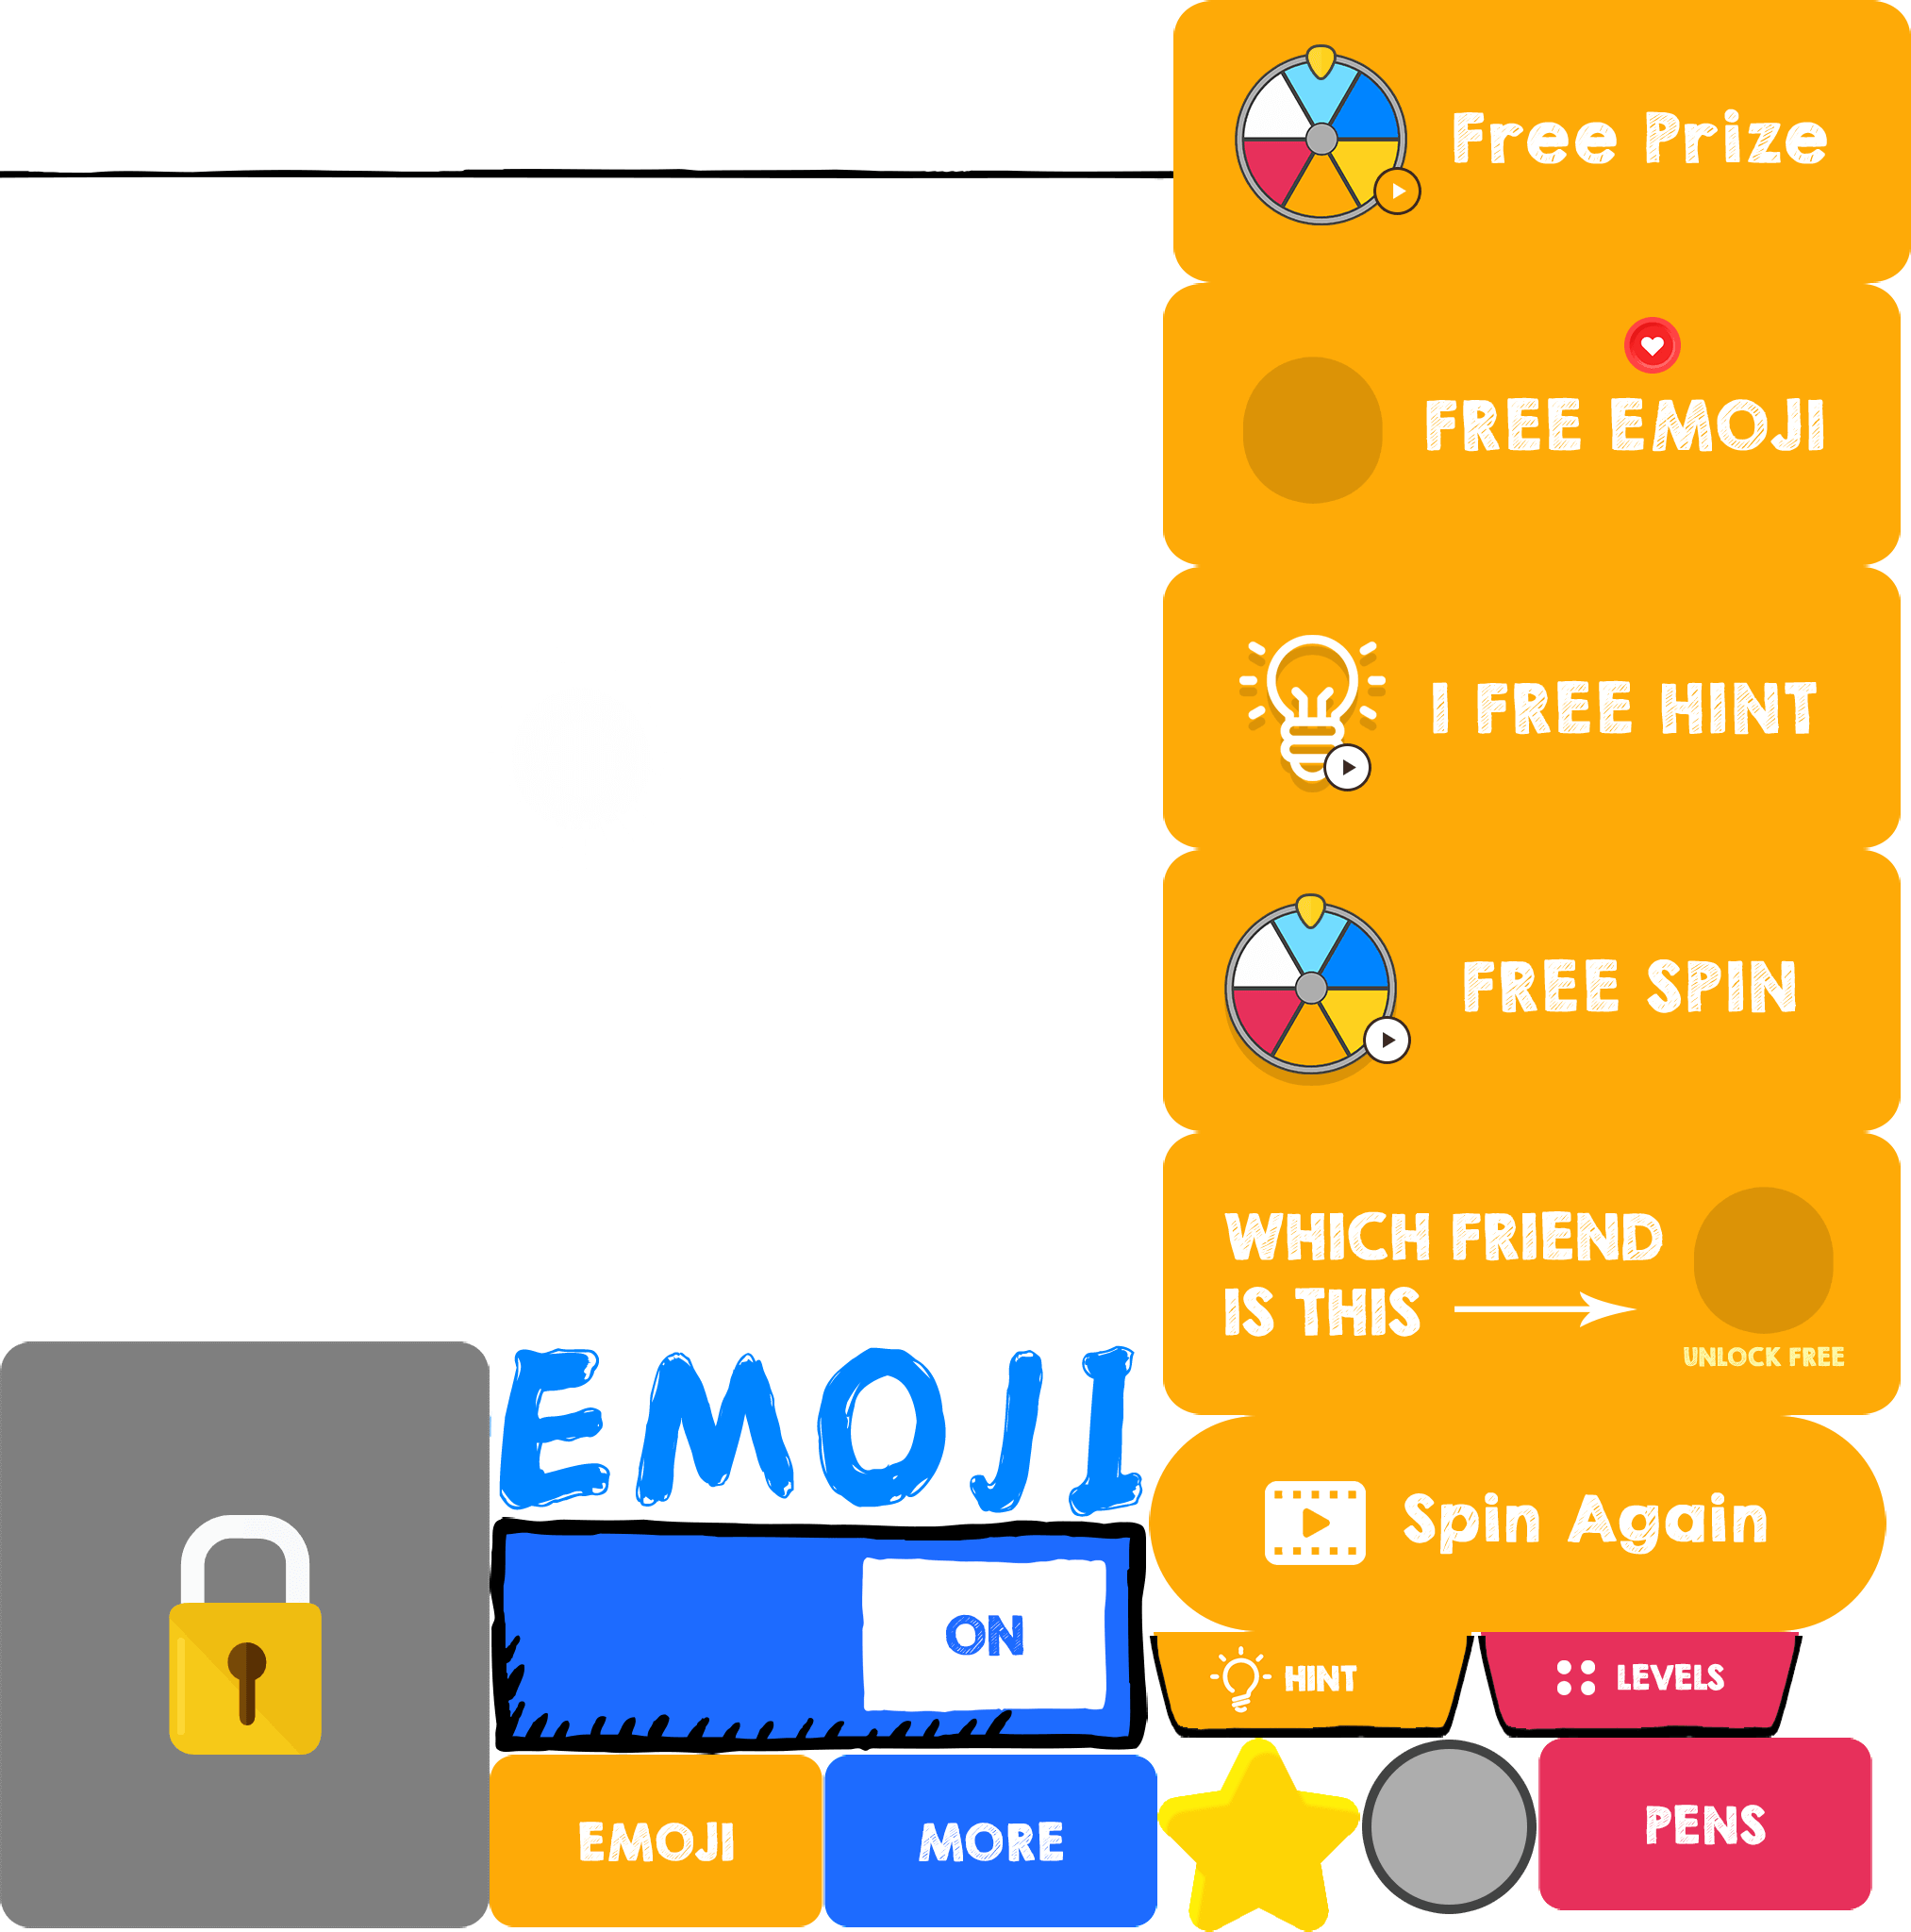 Free Prize
FREE EMOJI
I FREE HINT
FREE SPIN
WHICH FRIEND
IS THIS
UNLOCK FREE
EMOJI
Spin Again
ON
HINT
LEVELS
EMOJI
MORE
PENS